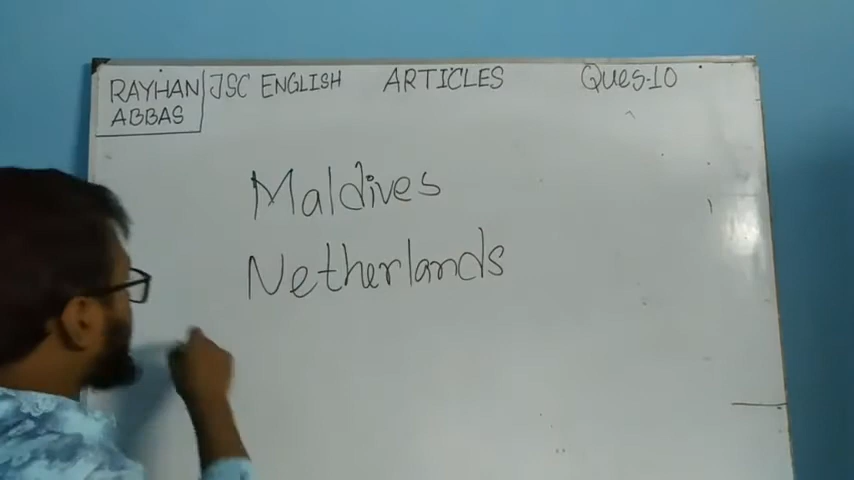 RAYHAN ABBAS
JSC ENGLISH ARTICLES Ques-10
Maldives
Netherlands